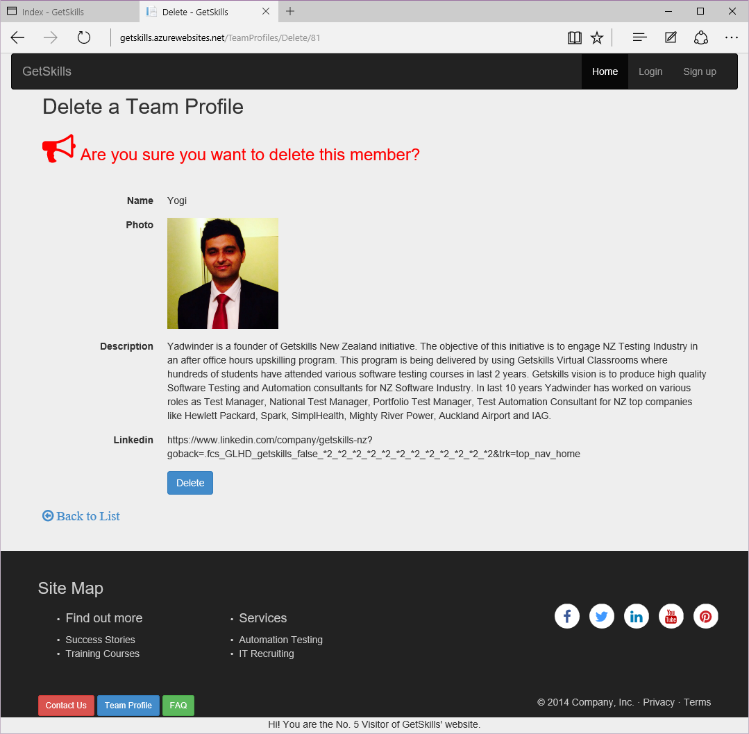 Index - GetSkills
Delete - GetSkills
getskills.azurewebsites.net/TeamProfiles/Delete/81
GetSkills
Home
Login
Sign up
Delete a Team Profile
Are you sure you want to delete this member?
Name
Yogi
Photo
Description
Yadwinder is a founder of Getskills New Zealand initiative. The objective of this initiative is to engage NZ Testing Industry in
an after office hours upskilling program. This program is being delivered by using Getskills Virtual Classrooms where
hundreds of students have attended various software testing courses in last 2 years. Getskills vision is to produce high quality
Software Testing and Automation consultants for NZ Software Industry. In last 10 years Yadwinder has worked on various
roles as Test Manager, National Test Manager, Portfolio Test Manager, Test Automation Consultant for NZ top companies
like Hewlett Packard, Spark, SimplHealth, Mighty River Power, Auckland Airport and IAG.
Linkedin
https://www.linkedin.com/company/getskills-nz?
goback=.fcs_GLHD_getskills_false_*2_*2_*2_*2_*2_*2_*2_*2_*2_*2_*2_*2&trk=top_nav_home
Delete
Back to List
Site Map
• Find out more
• Success Stories
• Training Courses
• Services
• Automation Testing
• IT Recruiting
Contact Us
Team Profile
FAQ
© 2014 Company, Inc. · Privacy · Terms
Hi! You are the No. 5 Visitor of GetSkills' website.